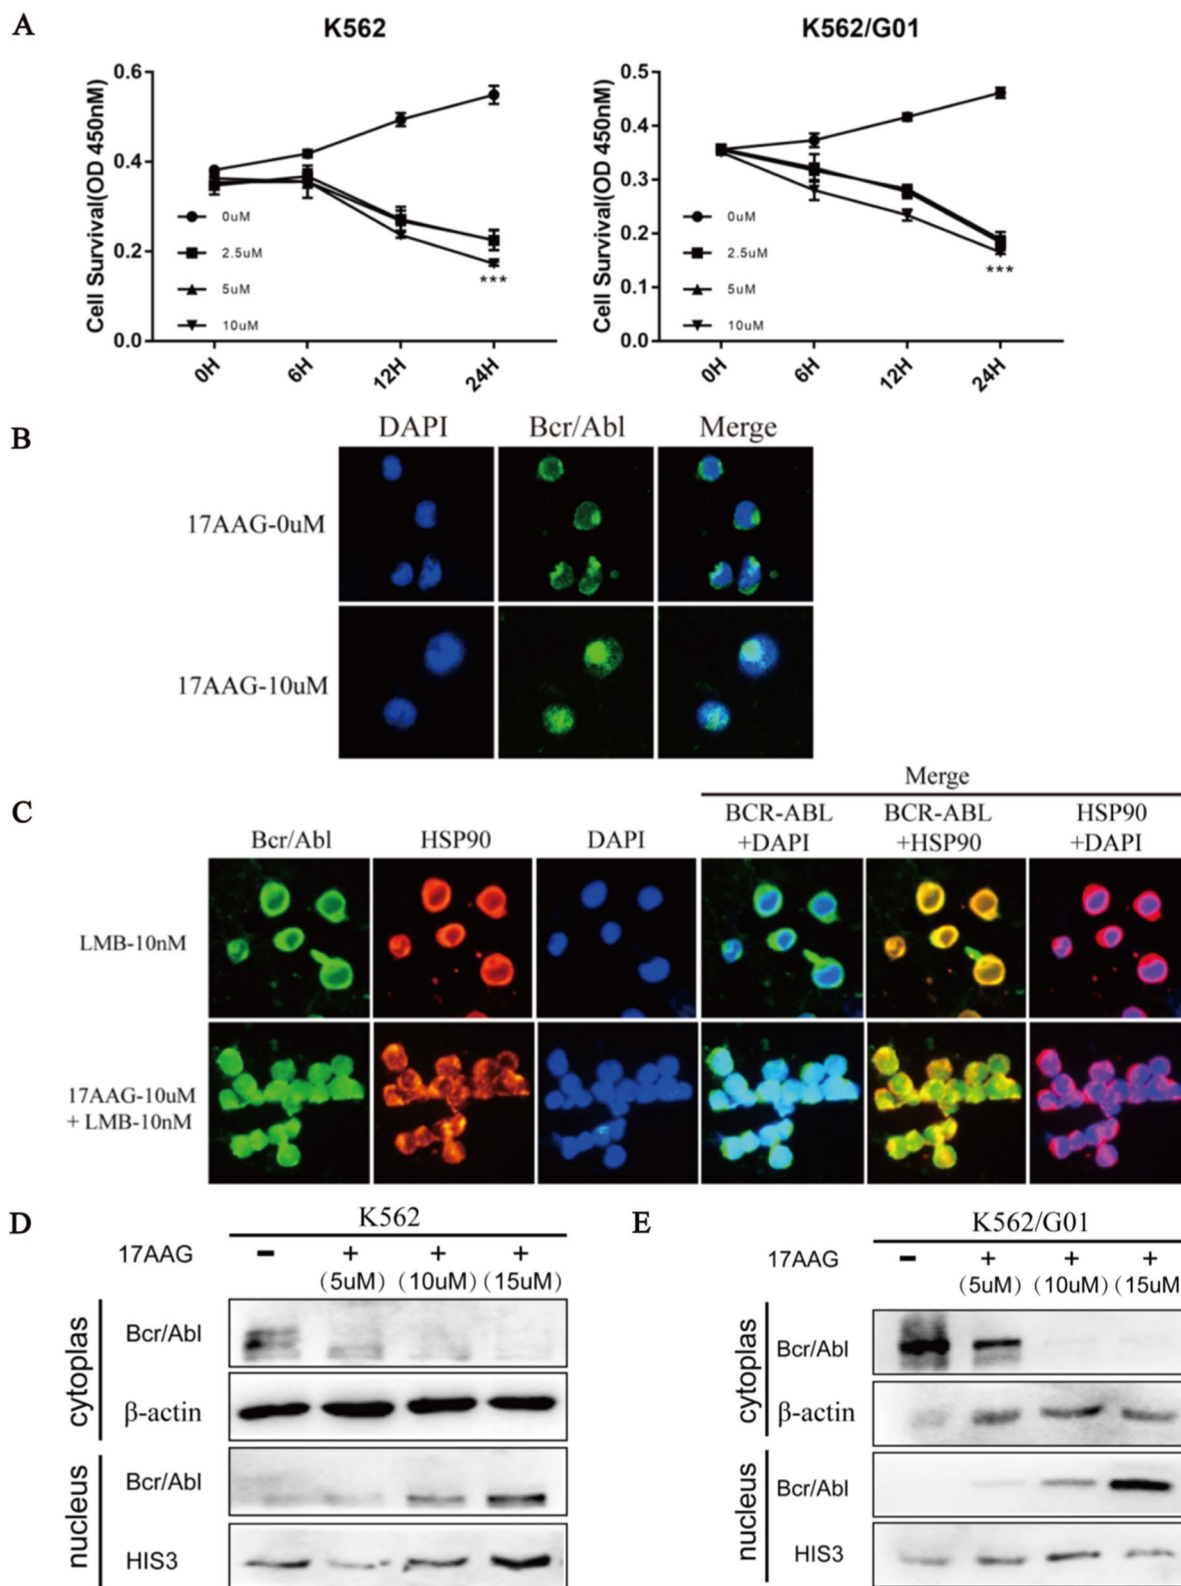 A
K562
K562/G01
Cell Survival(OD 450nM)
0.6
0.4
0.2
0.0
0uM
2.5uM
5uM
10uM
***
0H
6H
12H
24H
Cell Survival(OD 450nM)
0.5
0.4
0.3
0.2
0.1
0.0
0uM
2.5uM
5uM
10uM
***
0H
6H
12H
24H
B
DAPI Bcr/Abl Merge
17AAG-0uM
17AAG-10uM
C
Merge
Bcr/Abl HSP90 DAPI BCR-ABL +DAPI BCR-ABL +HSP90 HSP90 +DAPI
LMB-10nM
17AAG-10uM
+ LMB-10nM
D
K562
17AAG - + + +
(5uM) (10uM) (15uM)
cytoplas
Bcr/Abl
β-actin
nucleus
Bcr/Abl
HIS3
E
K562/G01
17AAG - + + +
(5uM) (10uM) (15uM)
cytoplas
Bcr/Abl
β-actin
nucleus
Bcr/Abl
HIS3